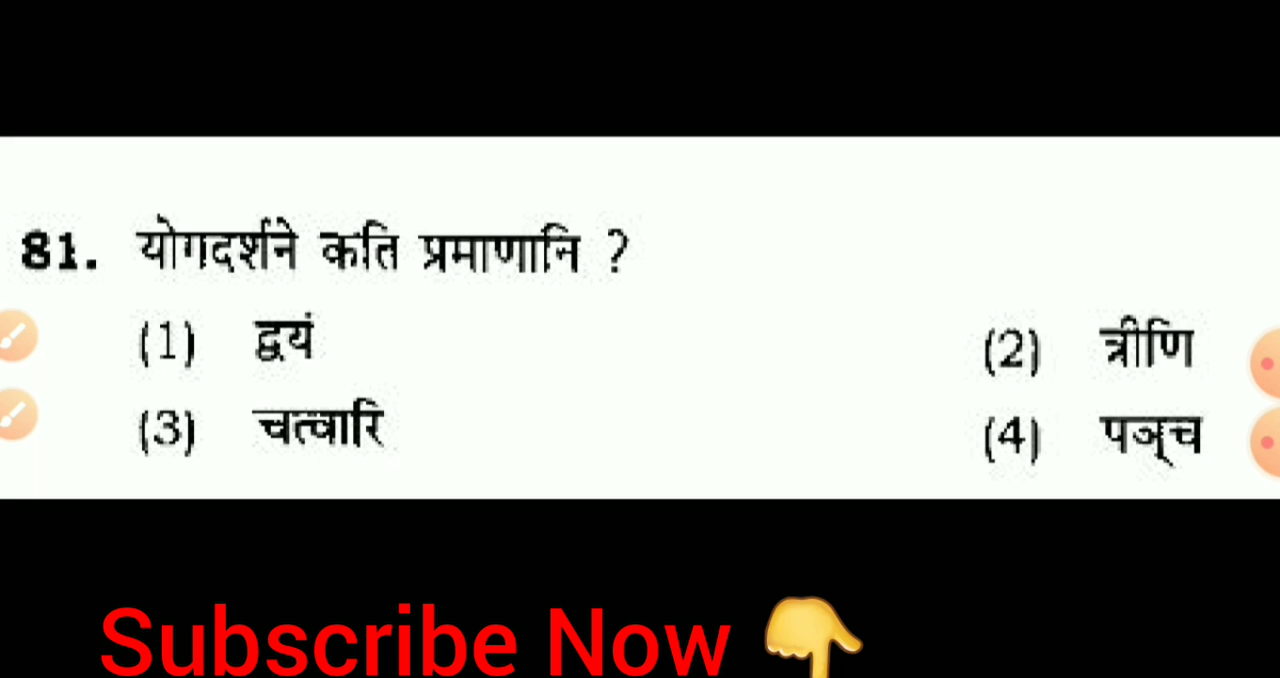 81. योगदर्शने कति प्रमाणानि ?
(1) द्वयं (2) त्रीणि
(3) चत्वारि (4) पञ्च
Subscribe Now 👇